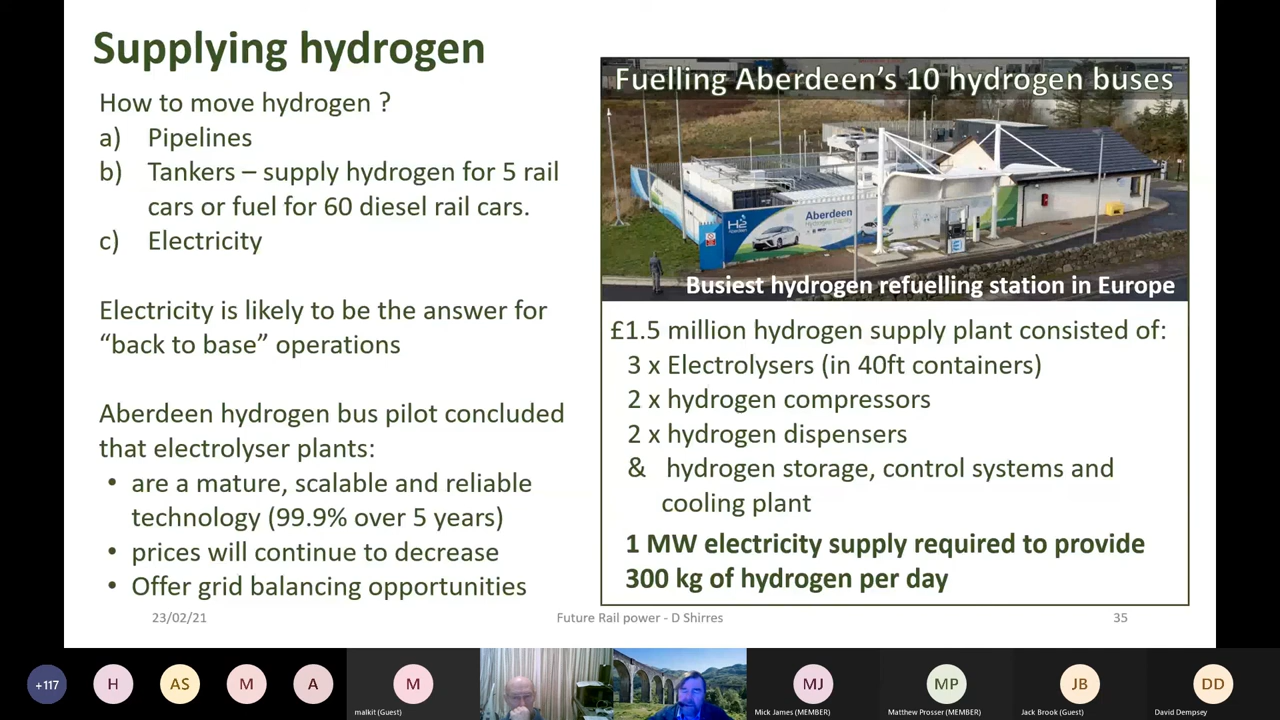 Supplying hydrogen
How to move hydrogen ?
a) Pipelines
b) Tankers – supply hydrogen for 5 rail
cars or fuel for 60 diesel rail cars.
c) Electricity
Electricity is likely to be the answer for
“back to base” operations
Aberdeen hydrogen bus pilot concluded
that electrolyser plants:
• are a mature, scalable and reliable
technology (99.9% over 5 years)
• prices will continue to decrease
• Offer grid balancing opportunities
Fuelling Aberdeen’s 10 hydrogen buses
H2
Aberdeen
Aberdeen
Busiest hydrogen refuelling station in Europe
£1.5 million hydrogen supply plant consisted of:
3 x Electrolysers (in 40ft containers)
2 x hydrogen compressors
2 x hydrogen dispensers
& hydrogen storage, control systems and
cooling plant
1 MW electricity supply required to provide
300 kg of hydrogen per day
23/02/21
Future Rail power - D Shirres
35
+117
H
AS
M
A
M
malkit (Guest)
MJ
Mick James (MEMBER)
MP
Matthew Prosser (MEMBER)
JB
Jack Brook (Guest)
DD
David Dempsey